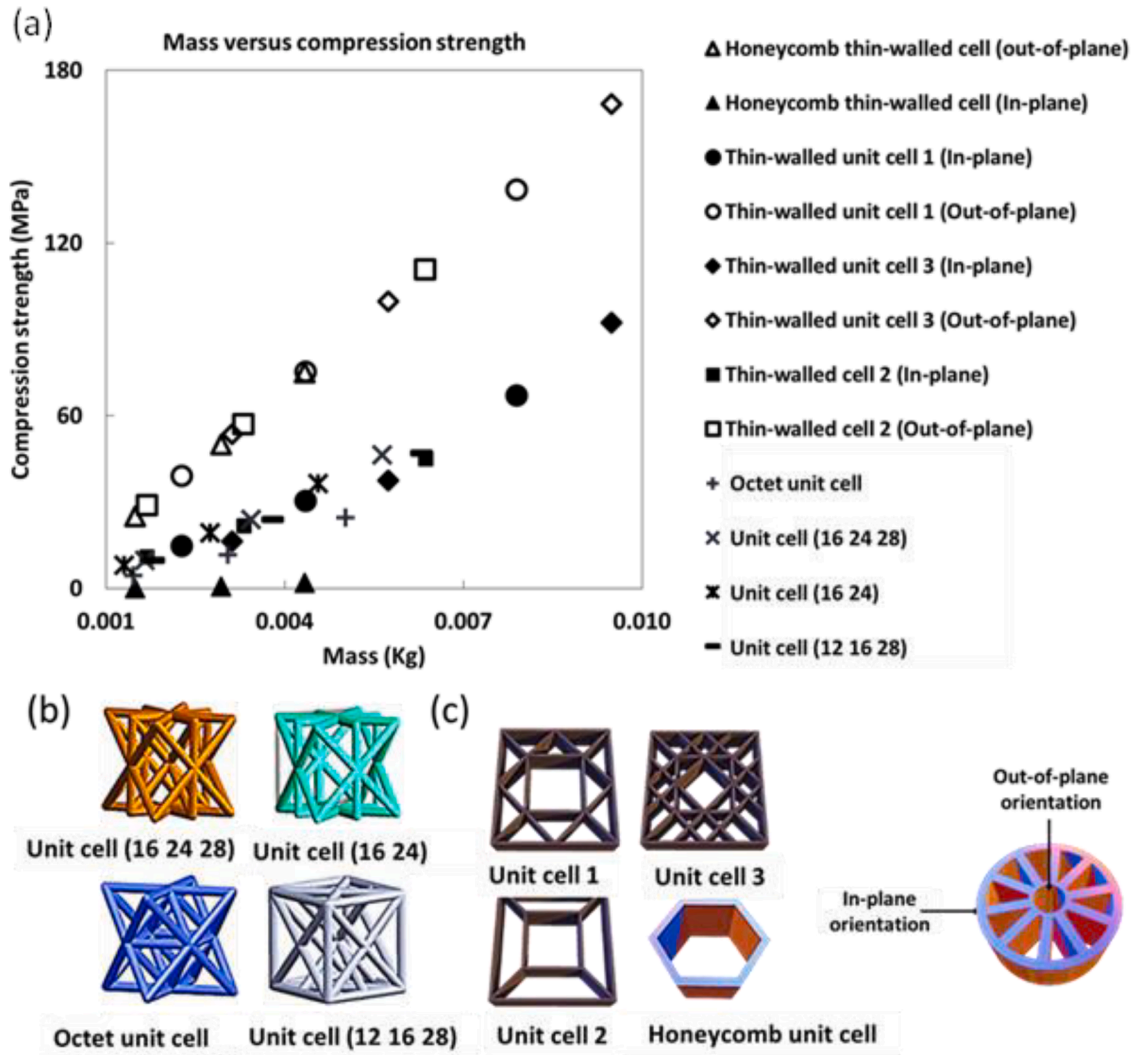 (a)
Mass versus compression strength
180
120
60
0
Compression strength (MPa)
0.001
0.004
0.007
0.010
Mass (Kg)
Honeycomb thin-walled cell (out-of-plane)
Honeycomb thin-walled cell (In-plane)
Thin-walled unit cell 1 (In-plane)
Thin-walled unit cell 1 (Out-of-plane)
Thin-walled unit cell 3 (In-plane)
Thin-walled unit cell 3 (Out-of-plane)
Thin-walled cell 2 (In-plane)
Thin-walled cell 2 (Out-of-plane)
Octet unit cell
Unit cell (16 24 28)
Unit cell (16 24)
Unit cell (12 16 28)
(b)
Unit cell (16 24 28)
Unit cell (16 24)
Octet unit cell
Unit cell (12 16 28)
(c)
Unit cell 1
Unit cell 3
Unit cell 2
Honeycomb unit cell
Out-of-plane
orientation
In-plane
orientation